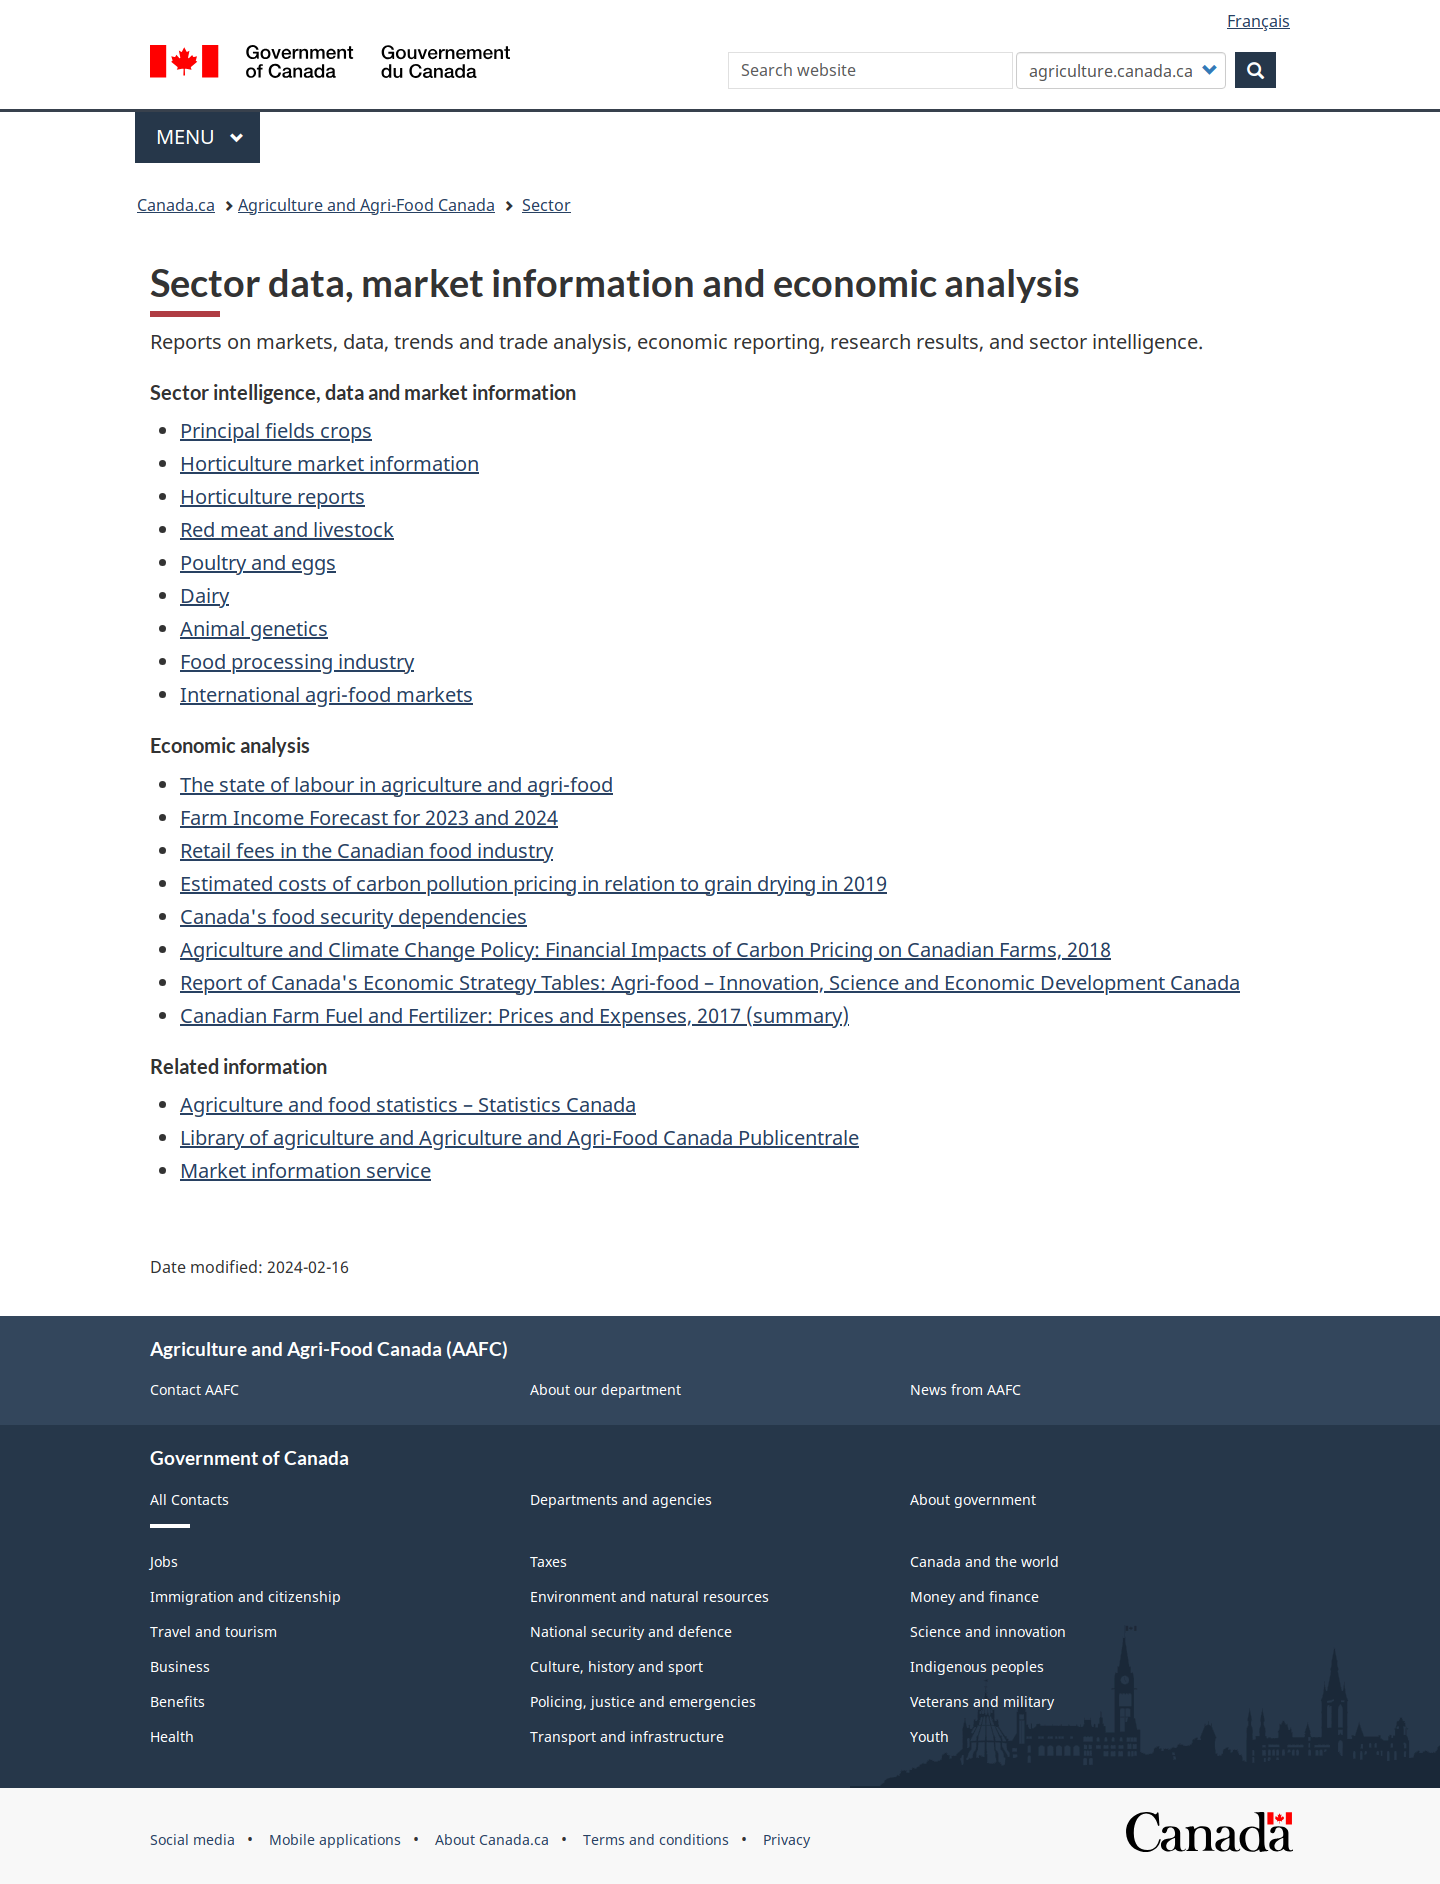 Français
Government of Canada
Gouvernement du Canada
Search website
agriculture.canada.ca
MENU
Canada.ca > Agriculture and Agri-Food Canada > Sector
Sector data, market information and economic analysis
Reports on markets, data, trends and trade analysis, economic reporting, research results, and sector intelligence.
Sector intelligence, data and market information
• Principal fields crops
• Horticulture market information
• Horticulture reports
• Red meat and livestock
• Poultry and eggs
• Dairy
• Animal genetics
• Food processing industry
• International agri-food markets
Economic analysis
• The state of labour in agriculture and agri-food
• Farm Income Forecast for 2023 and 2024
• Retail fees in the Canadian food industry
• Estimated costs of carbon pollution pricing in relation to grain drying in 2019
• Canada's food security dependencies
• Agriculture and Climate Change Policy: Financial Impacts of Carbon Pricing on Canadian Farms, 2018
• Report of Canada's Economic Strategy Tables: Agri-food – Innovation, Science and Economic Development Canada
• Canadian Farm Fuel and Fertilizer: Prices and Expenses, 2017 (summary)
Related information
• Agriculture and food statistics – Statistics Canada
• Library of agriculture and Agriculture and Agri-Food Canada Publicentrale
• Market information service
Date modified: 2024-02-16
Agriculture and Agri-Food Canada (AAFC)
Contact AAFC About our department News from AAFC
Government of Canada
All Contacts Departments and agencies About government
Jobs Taxes Canada and the world
Immigration and citizenship Environment and natural resources Money and finance
Travel and tourism National security and defence Science and innovation
Business Culture, history and sport Indigenous peoples
Benefits Policing, justice and emergencies Veterans and military
Health Transport and infrastructure Youth
Social media • Mobile applications • About Canada.ca • Terms and conditions • Privacy
Canada